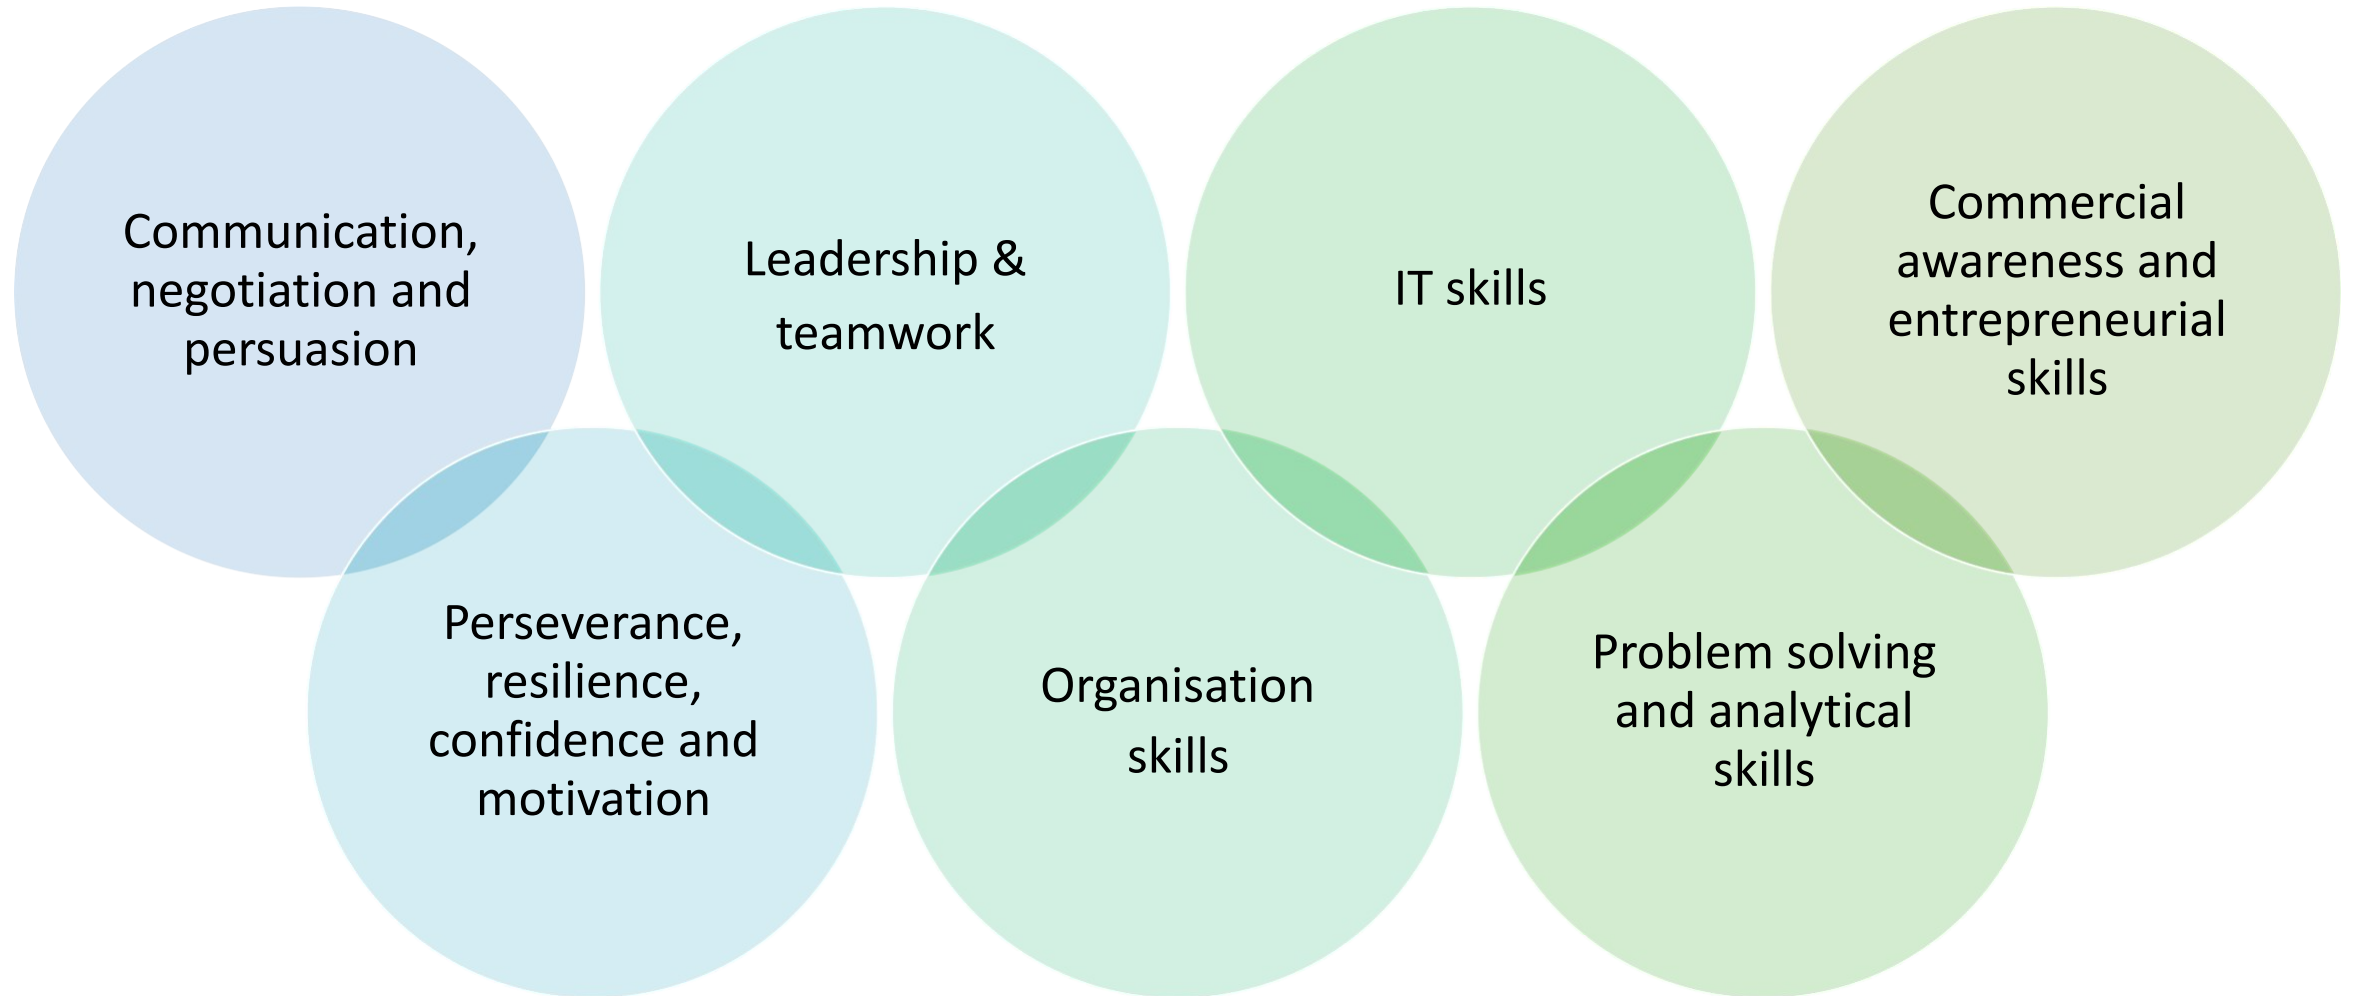 Communication,
negotiation and
persuasion
Leadership &
teamwork
IT skills
Commercial
awareness and
entrepreneurial
skills
Perseverance,
resilience,
confidence and
motivation
Organisation
skills
Problem solving
and analytical
skills